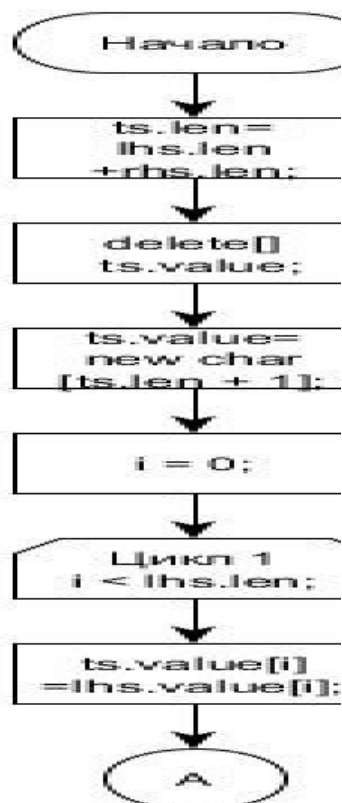 Начало
ts.len=
lhs.len
+rhs.len;
delete[]
ts.value;
ts.value=
new char
[ts.len + 1];
i = 0;
Цикл 1
i < lhs.len;
ts.value[i]
=lhs.value[i];
A